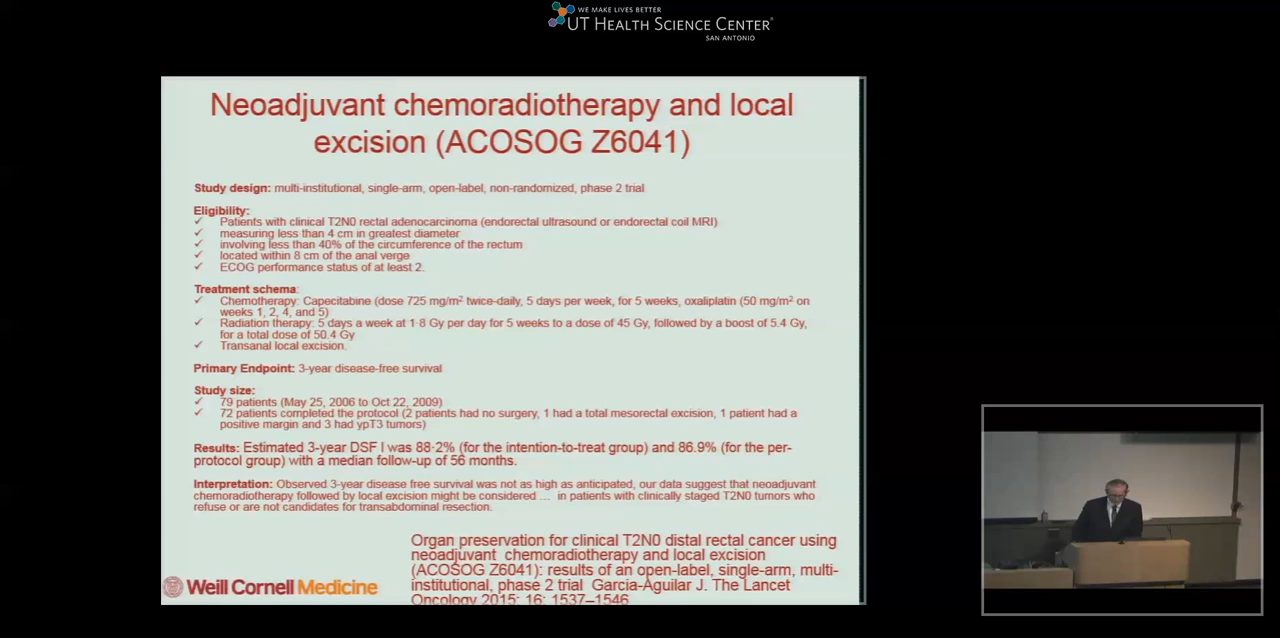 WE MAKE LIVES BETTER
UT HEALTH SCIENCE CENTER®
SAN ANTONIO
Neoadjuvant chemoradiotherapy and local
excision (ACOSOG Z6041)
Study design: multi-institutional, single-arm, open-label, non-randomized, phase 2 trial
Eligibility:
✓ Patients with clinical T2N0 rectal adenocarcinoma (endorectal ultrasound or endorectal coil MRI)
✓ measuring less than 4 cm in greatest diameter
✓ involving less than 40% of the circumference of the rectum
✓ located within 8 cm of the anal verge
✓ ECOG performance status of at least 2.
Treatment schema:
✓ Chemotherapy: Capecitabine (dose 725 mg/m² twice-daily, 5 days per week, for 5 weeks, oxaliplatin (50 mg/m² on
weeks 1, 2, 4, and 5)
✓ Radiation therapy: 5 days a week at 1·8 Gy per day for 5 weeks to a dose of 45 Gy, followed by a boost of 5.4 Gy,
for a total dose of 50.4 Gy
✓ Transanal local excision.
Primary Endpoint: 3-year disease-free survival
Study size:
✓ 79 patients (May 25, 2006 to Oct 22, 2009)
✓ 72 patients completed the protocol (2 patients had no surgery, 1 had a total mesorectal excision, 1 patient had a
positive margin and 3 had ypT3 tumors)
Results: Estimated 3-year DSF I was 88·2% (for the intention-to-treat group) and 86.9% (for the per-
protocol group) with a median follow-up of 56 months.
Interpretation: Observed 3-year disease free survival was not as high as anticipated, our data suggest that neoadjuvant
chemoradiotherapy followed by local excision might be considered ... in patients with clinically staged T2N0 tumors who
refuse or are not candidates for transabdominal resection.
Organ preservation for clinical T2N0 distal rectal cancer using
neoadjuvant chemoradiotherapy and local excision
(ACOSOG Z6041): results of an open-label, single-arm, multi-
institutional, phase 2 trial Garcia-Aguilar J. The Lancet
Oncology 2015; 16: 1537–1546
Weill Cornell Medicine